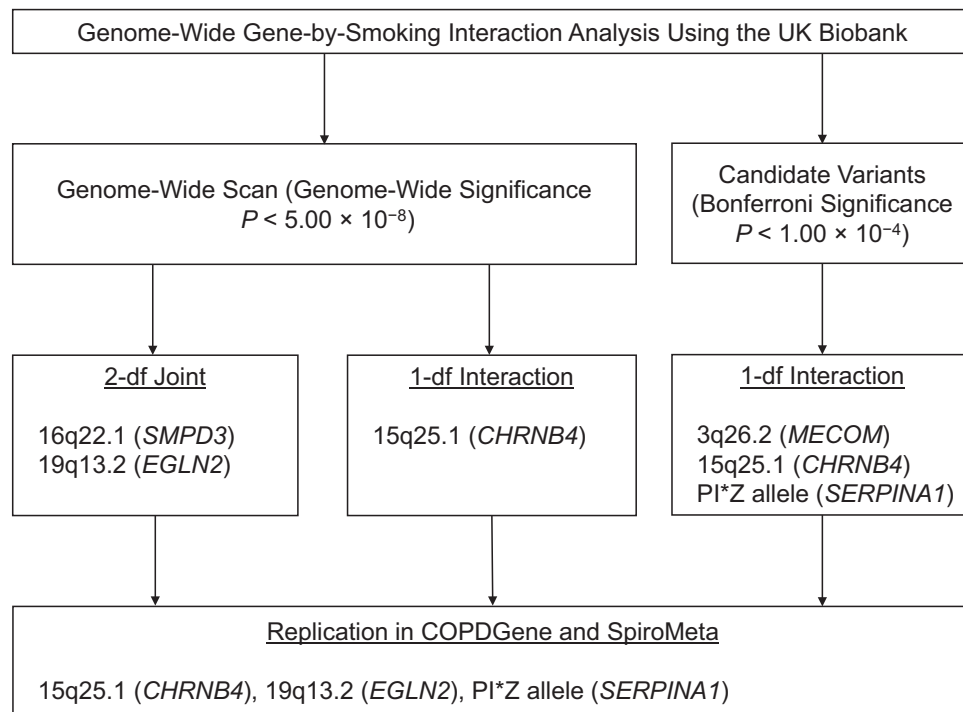 Genome-Wide Gene-by-Smoking Interaction Analysis Using the UK Biobank
Genome-Wide Scan (Genome-Wide Significance
P < 5.00 × 10⁻⁸)
Candidate Variants
(Bonferroni Significance
P < 1.00 × 10⁻⁴)
2-df Joint
16q22.1 (SMPD3)
19q13.2 (EGLN2)
1-df Interaction
15q25.1 (CHRNB4)
1-df Interaction
3q26.2 (MECOM)
15q25.1 (CHRNB4)
PI*Z allele (SERPINA1)
Replication in COPDGene and SpiroMeta
15q25.1 (CHRNB4), 19q13.2 (EGLN2), PI*Z allele (SERPINA1)